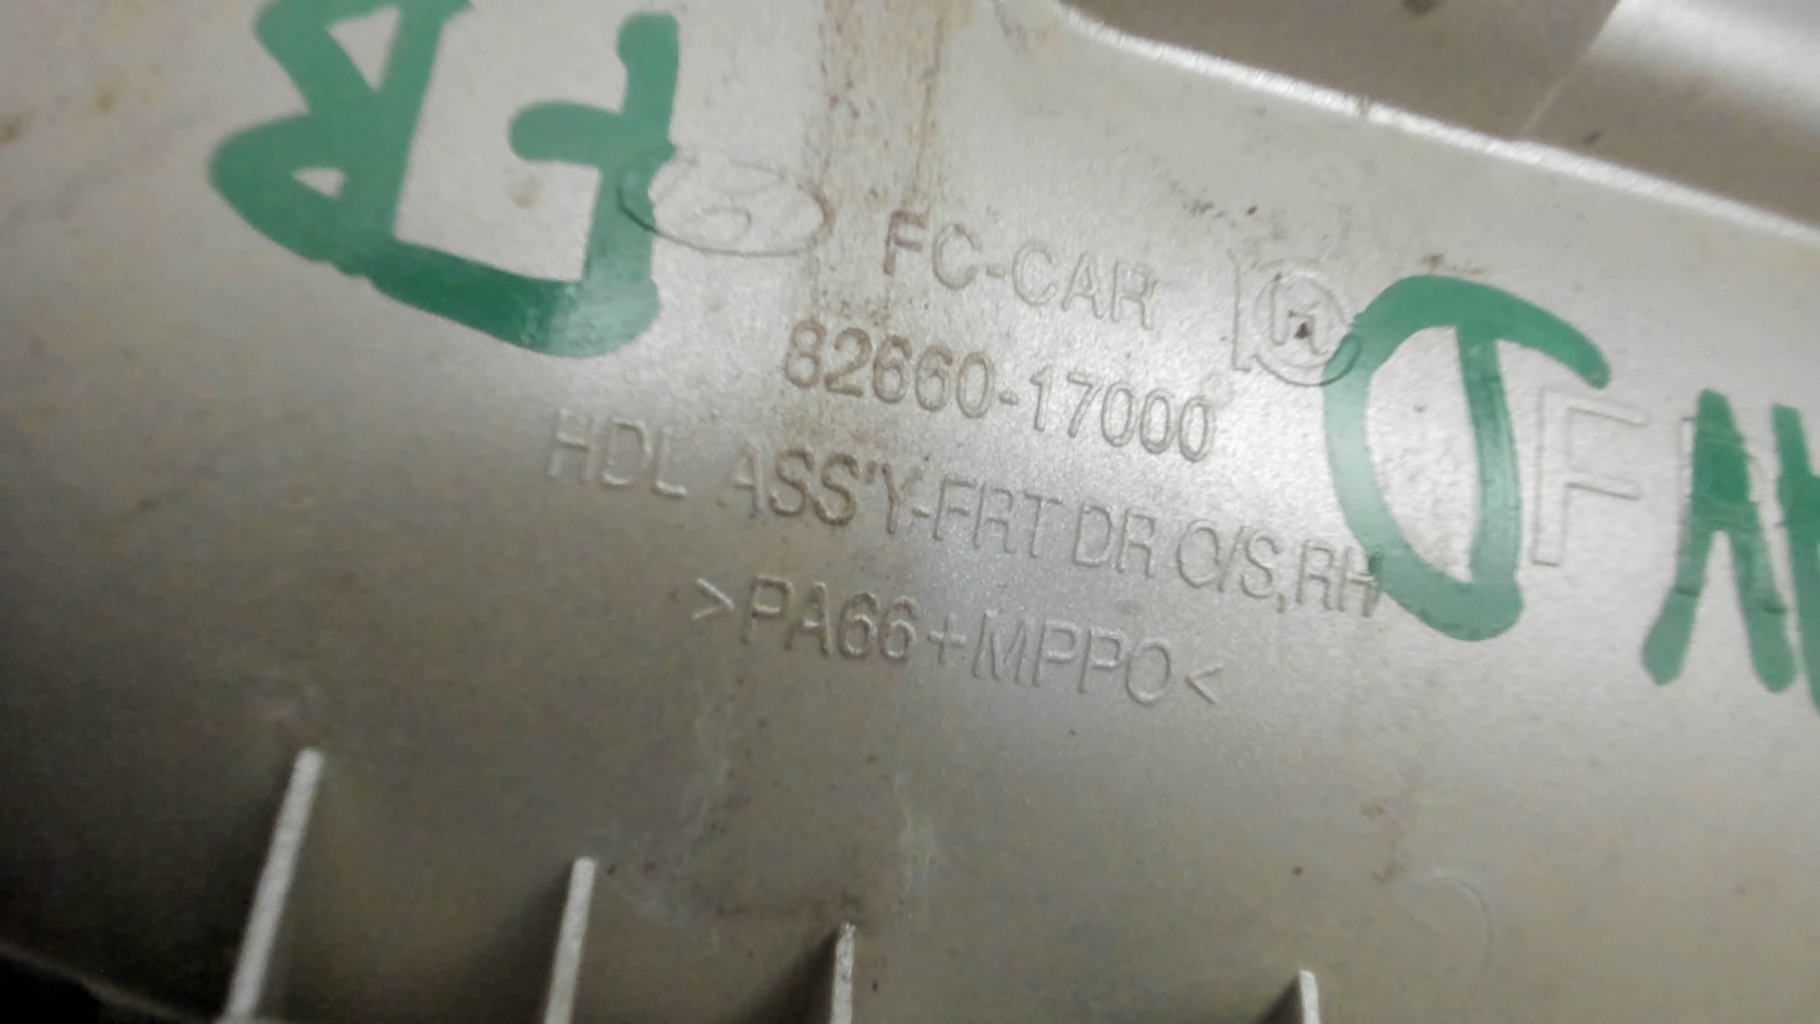 FC-CAR
82660-17000
HDL ASS'Y-FRT DR O/S,RH
>PA66+MPPO<
F